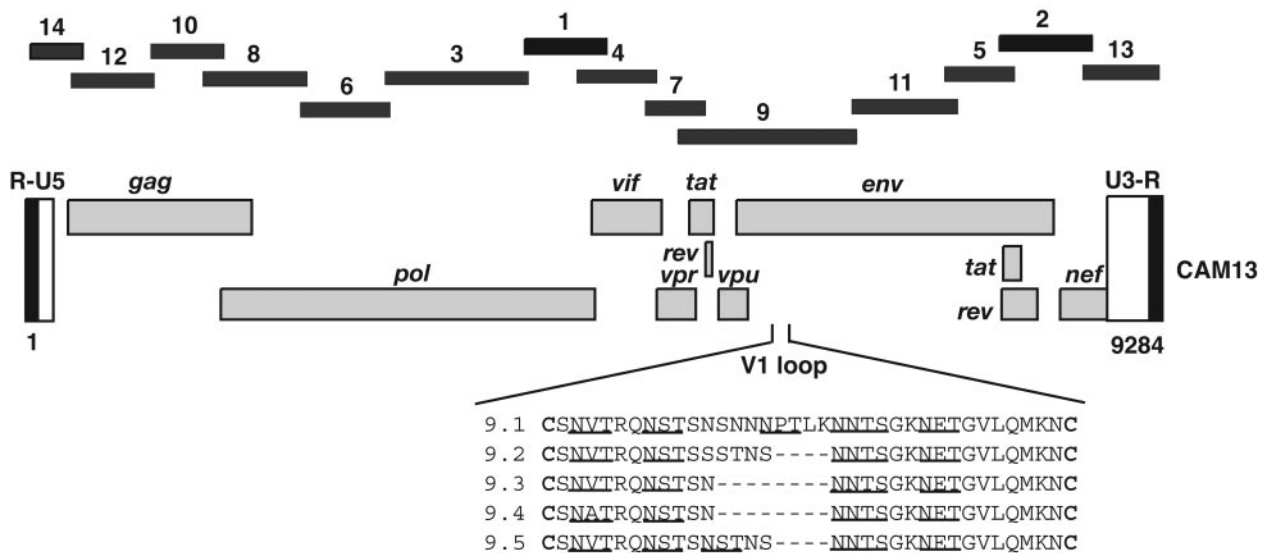 1
2
14
10
12
8
3
4
5
13
6
7
11
9
R-U5
gag
vif
tat
env
U3-R
rev
tat
CAM13
pol
vpr
vpu
rev
nef
1
9284
V1 loop
9.1 CSNVTRQNSTSNSNNNPTLKNNTSGKNETGVLQMKNC
9.2 CSNVTRQNSTSSSTNS----NNTSGKNETGVLQMKNC
9.3 CSNVTRQNSTSN--------NNTSGKNETGVLQMKNC
9.4 CSNATRQNSTSN--------NNTSGKNETGVLQMKNC
9.5 CSNVTRQNSTSNSTNS----NNTSGKNETGVLQMKNC